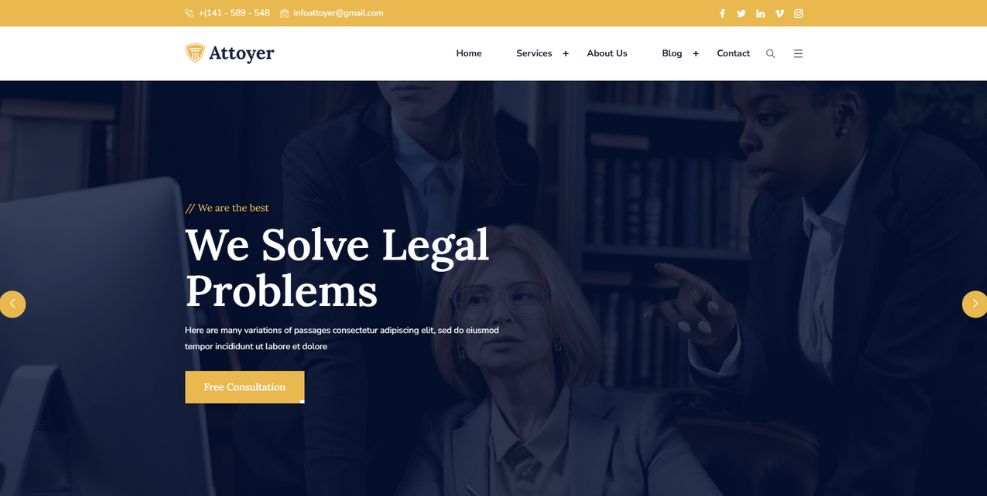 +(141 - 589 - 548 infoattoyer@gmail.com
Attoyer
Home Services + About Us Blog + Contact
// We are the best
We Solve Legal
Problems
Here are many variations of passages consectetur adipiscing elit, sed do eiusmod
tempor incididunt ut labore et dolore
Free Consultation